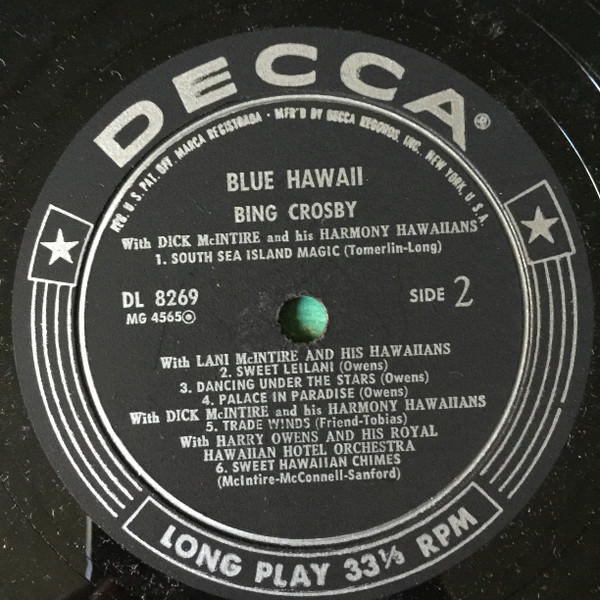 DECCA®
REG. U.S. PAT. OFF. MARCA REGISTRADA · MFR'D BY DECCA RECORDS, INC., NEW YORK, U.S.A.
BLUE HAWAII
BING CROSBY
With DICK McINTIRE and his HARMONY HAWAIIANS
1. SOUTH SEA ISLAND MAGIC (Tomerlin-Long)
DL 8269
SIDE 2
MG 4565
With LANI McINTIRE AND HIS HAWAIIANS
2. SWEET LEILANI (Owens)
3. DANCING UNDER THE STARS (Owens)
4. PALACE IN PARADISE (Owens)
With DICK McINTIRE and his HARMONY HAWAIIANS
5. TRADE WINDS (Friend-Tobias)
With HARRY OWENS AND HIS ROYAL
HAWAIIAN HOTEL ORCHESTRA
6. SWEET HAWAIIAN CHIMES
(McIntire-McConnell-Sanford)
LONG PLAY 33⅓ RPM